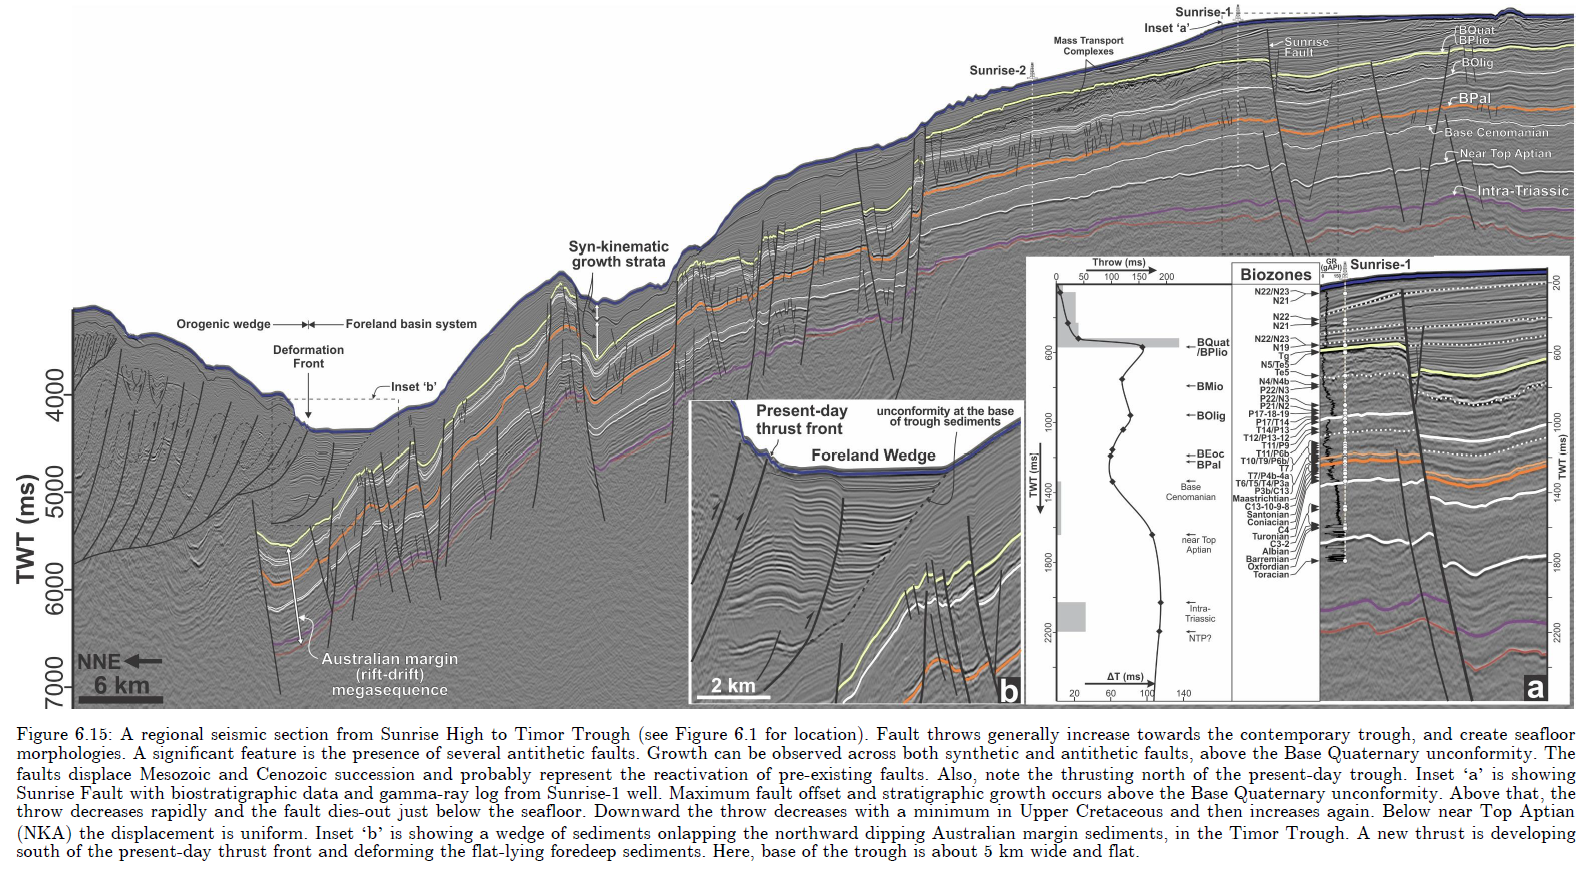 Sunrise-1
Inset ‘a’
Mass Transport
Complexes
Sunrise-2
Sunrise
Fault
BQuat
BPlio
BOlig
BPal
Base Cenomanian
Near Top Aptian
Intra-Triassic
Syn-kinematic
growth strata
Orogenic wedge
Foreland basin system
Deformation
Front
Inset ‘b’
TWT (ms)
4000
5000
6000
7000
NNE
6 km
Australian margin
(rift-drift)
megasequence
Present-day
thrust front
unconformity at the base
of trough sediments
Foreland Wedge
2 km
b
Throw (ms)
0 50 100 150 200
TWT (ms)
600
1000
1400
1800
2200
BQuat
/BPlio
BMio
BOlig
BEoc
BPal
Base
Cenomanian
near Top
Aptian
Intra-
Triassic
NTP?
ΔT (ms)
20 60 100 140
Biozones
N22/N23
N21
N22
N21
N22/N23
N19
Tg
N5/Te5
Te5
N4/N4b
P22/N3
P22/N3
P21/N2
P17-18-19
P17/T14
T14/P13
T12/P13-12
T11/P9
T11/P6b
T10/T9/P6b/
T7
T7/P4b-4a
T6/T5/T4/P3a
P3b/C13
Maastrichtian
C13-10-9-8
Santonian
Coniacian
C4
Turonian
C3-2
Albian
Barremian
Oxfordian
Toracian
GR
(gAPI)
0 150
Sunrise-1
200
600
1000
TWT (ms)
1400
1800
2200
a
Figure 6.15: A regional seismic section from Sunrise High to Timor Trough (see Figure 6.1 for location). Fault throws generally increase towards the contemporary trough, and create seafloor
morphologies. A significant feature is the presence of several antithetic faults. Growth can be observed across both synthetic and antithetic faults, above the Base Quaternary unconformity. The
faults displace Mesozoic and Cenozoic succession and probably represent the reactivation of pre-existing faults. Also, note the thrusting north of the present-day trough. Inset ‘a’ is showing
Sunrise Fault with biostratigraphic data and gamma-ray log from Sunrise-1 well. Maximum fault offset and stratigraphic growth occurs above the Base Quaternary unconformity. Above that, the
throw decreases rapidly and the fault dies-out just below the seafloor. Downward the throw decreases with a minimum in Upper Cretaceous and then increases again. Below near Top Aptian
(NKA) the displacement is uniform. Inset ‘b’ is showing a wedge of sediments onlapping the northward dipping Australian margin sediments, in the Timor Trough. A new thrust is developing
south of the present-day thrust front and deforming the flat-lying foredeep sediments. Here, base of the trough is about 5 km wide and flat.